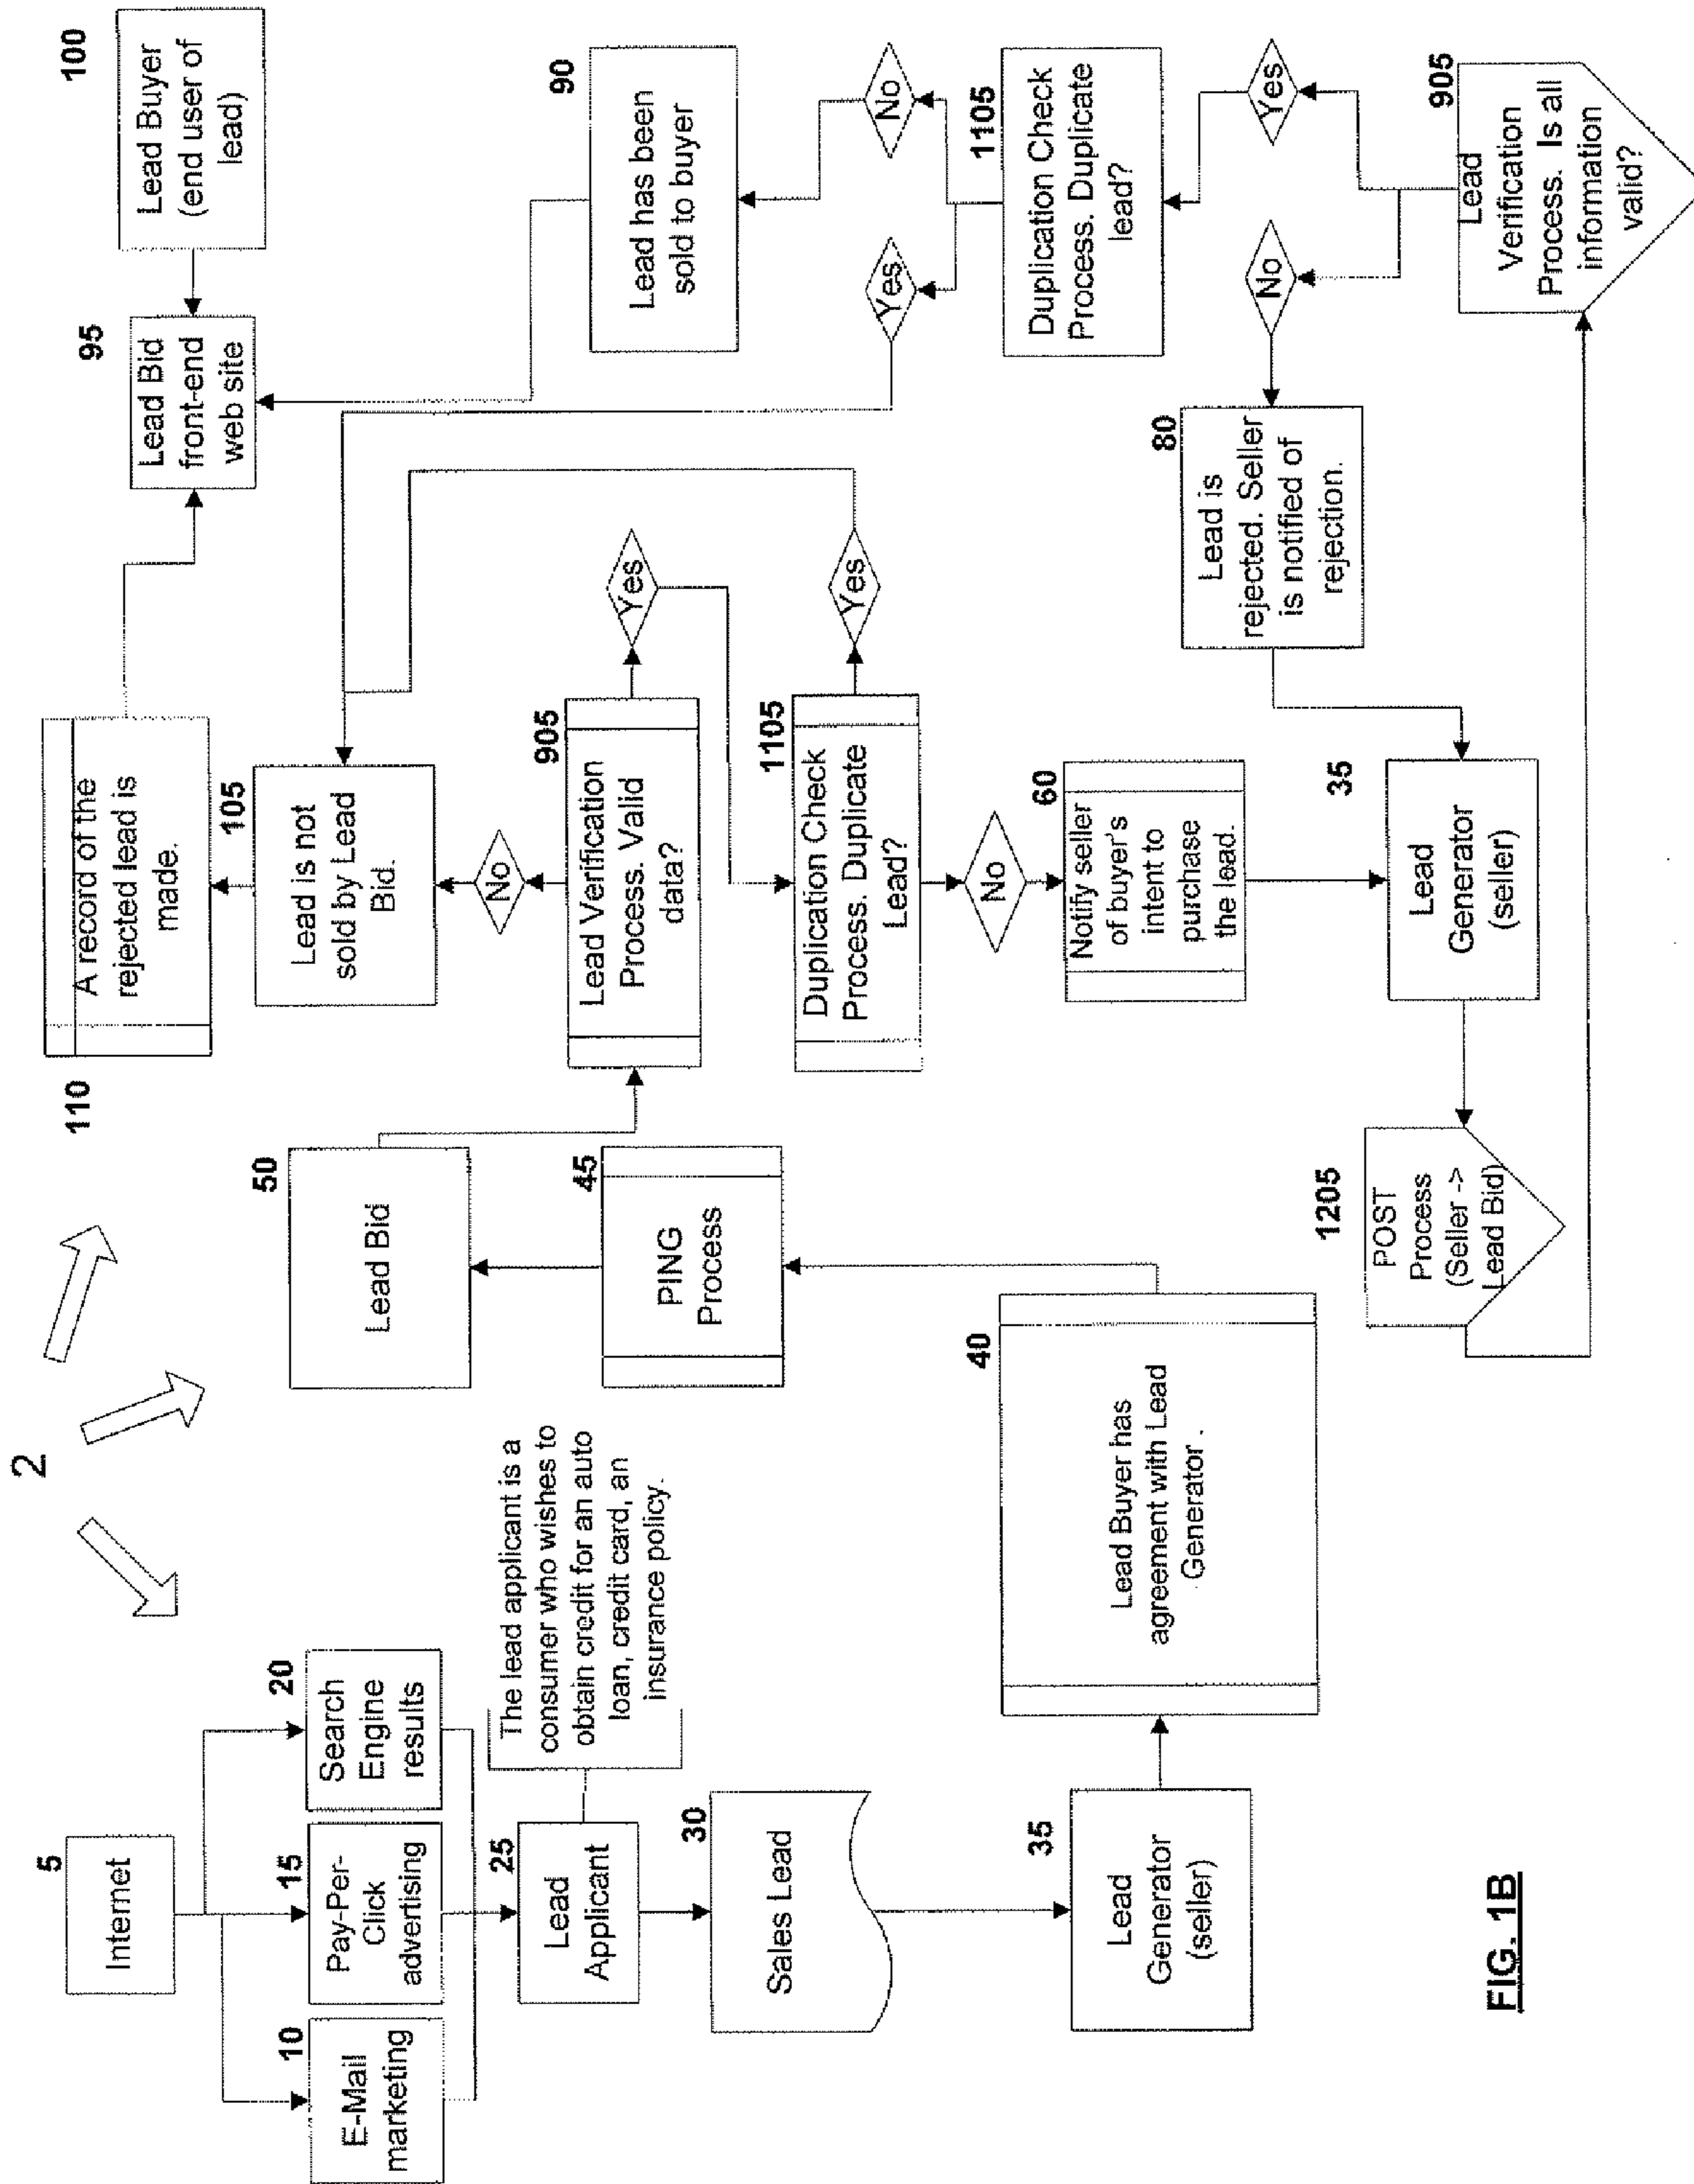 2
5
Internet
10
E-Mail
marketing
15
Pay-Per-
Click
advertising
20
Search
Engine
results
25
Lead
Applicant
The lead applicant is a
consumer who wishes to
obtain credit for an auto
loan, credit card, an
insurance policy.
30
Sales Lead
35
Lead
Generator
(seller)
40
Lead Buyer has
agreement with Lead
Generator.
45
PING
Process
50
Lead Bid
110
A record of the
rejected lead is
made.
105
Lead is not
sold by Lead
Bid.
No
905
Lead Verification
Process. Valid
data?
Yes
1105
Duplication Check
Process. Duplicate
Lead?
Yes
No
60
Notify seller
of buyer's
intent to
purchase
the lead.
35
Lead
Generator
(seller)
1205
POST
Process
(Seller ->
Lead Bid)
95
Lead Bid
front-end
web site
100
Lead Buyer
(end user of
lead)
90
Lead has been
sold to buyer
Yes
No
1105
Duplication Check
Process. Duplicate
lead?
80
Lead is
rejected. Seller
is notified of
rejection.
No
Yes
905
Lead
Verification
Process. Is all
information
valid?
FIG. 1B